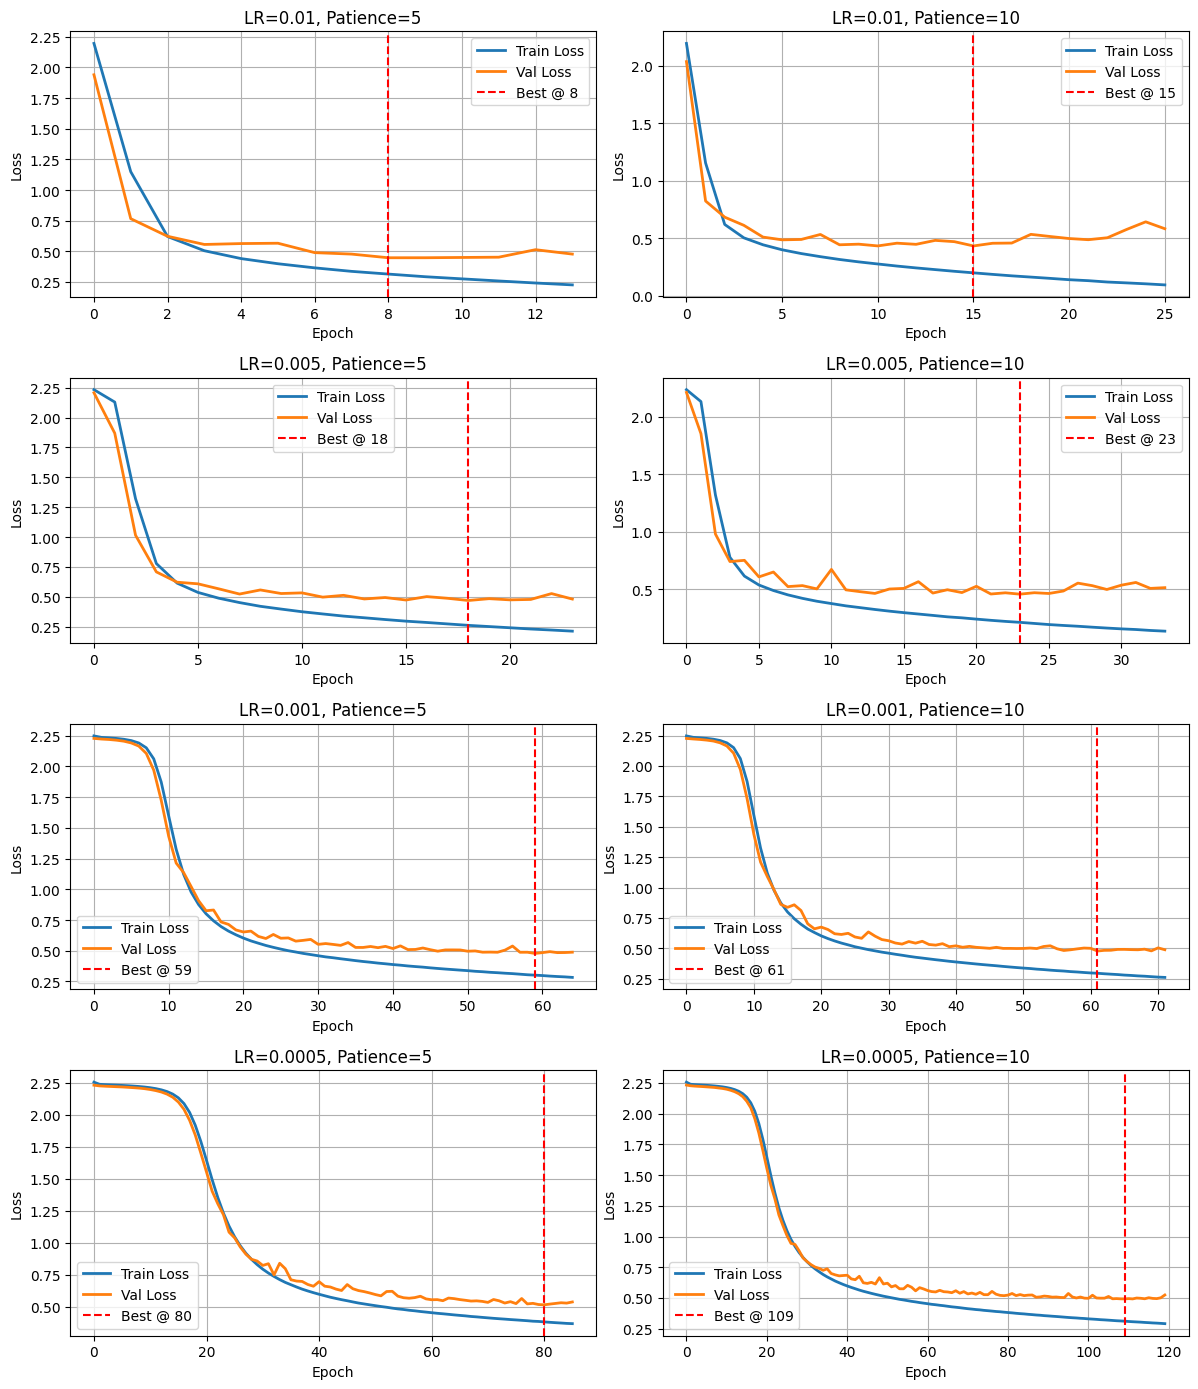 LR=0.01, Patience=5
2.25
2.00
1.75
1.50
1.25
1.00
0.75
0.50
0.25
Loss
Train Loss
Val Loss
Best @ 8
0 2 4 6 8 10 12
Epoch
LR=0.01, Patience=10
2.0
1.5
1.0
0.5
0.0
Loss
Train Loss
Val Loss
Best @ 15
0 5 10 15 20 25
Epoch
LR=0.005, Patience=5
2.25
2.00
1.75
1.50
1.25
1.00
0.75
0.50
0.25
Loss
Train Loss
Val Loss
Best @ 18
0 5 10 15 20
Epoch
LR=0.005, Patience=10
2.0
1.5
1.0
0.5
Loss
Train Loss
Val Loss
Best @ 23
0 5 10 15 20 25 30
Epoch
LR=0.001, Patience=5
2.25
2.00
1.75
1.50
1.25
1.00
0.75
0.50
0.25
Loss
Train Loss
Val Loss
Best @ 59
0 10 20 30 40 50 60
Epoch
LR=0.001, Patience=10
2.25
2.00
1.75
1.50
1.25
1.00
0.75
0.50
0.25
Loss
Train Loss
Val Loss
Best @ 61
0 10 20 30 40 50 60 70
Epoch
LR=0.0005, Patience=5
2.25
2.00
1.75
1.50
1.25
1.00
0.75
0.50
Loss
Train Loss
Val Loss
Best @ 80
0 20 40 60 80
Epoch
LR=0.0005, Patience=10
2.25
2.00
1.75
1.50
1.25
1.00
0.75
0.50
0.25
Loss
Train Loss
Val Loss
Best @ 109
0 20 40 60 80 100 120
Epoch